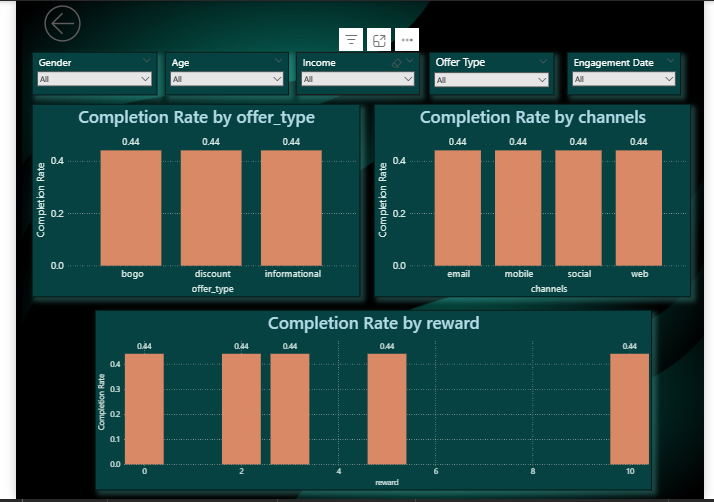 Gender Age Income Offer Type Engagement Date
All All All All All
Completion Rate by offer_type
0.44 0.44 0.44
Completion Rate
0.4
0.2
0.0
bogo discount informational
offer_type
Completion Rate by channels
0.44 0.44 0.44 0.44
Completion Rate
0.4
0.2
0.0
email mobile social web
channels
Completion Rate by reward
0.44 0.44 0.44 0.44 0.44
Completion Rate
0.4
0.3
0.2
0.1
0.0
0 2 4 6 8 10
reward